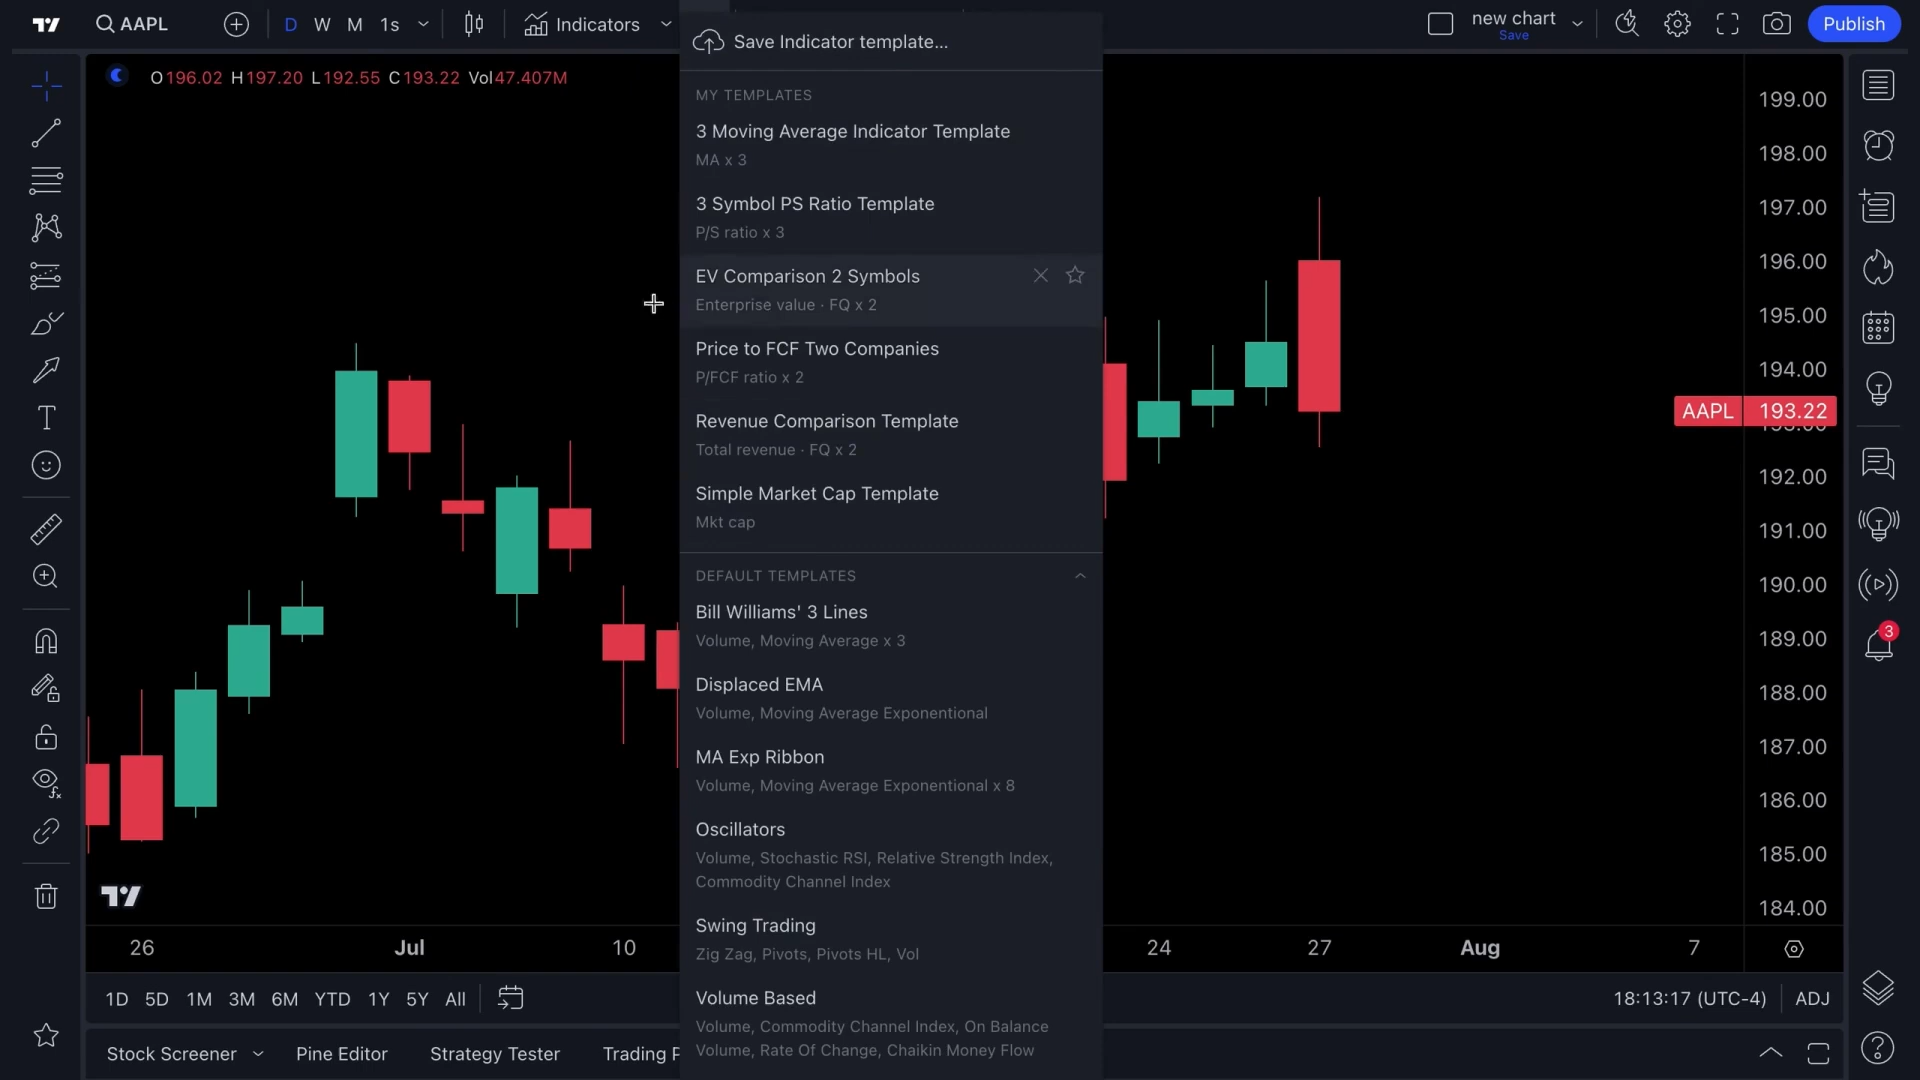 AAPL
D W M 1s
Indicators
new chart
Save
Publish
O196.02 H197.20 L192.55 C193.22 Vol47.407M
Save Indicator template...
MY TEMPLATES
3 Moving Average Indicator Template
MA x 3
3 Symbol PS Ratio Template
P/S ratio x 3
EV Comparison 2 Symbols
Enterprise value · FQ x 2
Price to FCF Two Companies
P/FCF ratio x 2
Revenue Comparison Template
Total revenue · FQ x 2
Simple Market Cap Template
Mkt cap
DEFAULT TEMPLATES
Bill Williams' 3 Lines
Volume, Moving Average x 3
Displaced EMA
Volume, Moving Average Exponentional
MA Exp Ribbon
Volume, Moving Average Exponentional x 8
Oscillators
Volume, Stochastic RSI, Relative Strength Index,
Commodity Channel Index
Swing Trading
Zig Zag, Pivots, Pivots HL, Vol
Volume Based
Volume, Commodity Channel Index, On Balance
Volume, Rate Of Change, Chaikin Money Flow
199.00
198.00
197.00
196.00
195.00
194.00
AAPL 193.22
192.00
191.00
190.00
189.00
188.00
187.00
186.00
185.00
184.00
3
26 Jul 10 24 27 Aug 7
1D 5D 1M 3M 6M YTD 1Y 5Y All
18:13:17 (UTC-4) ADJ
Stock Screener Pine Editor Strategy Tester Trading P